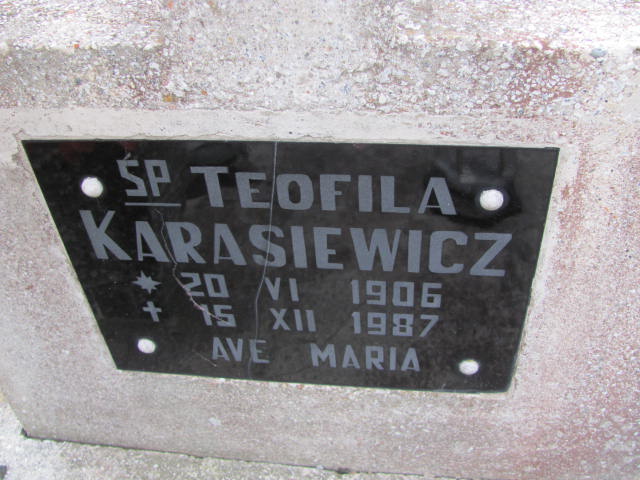 ŚP TEOFILA
KARASIEWICZ
* 20 VI 1906
† 15 XII 1987
AVE MARIA